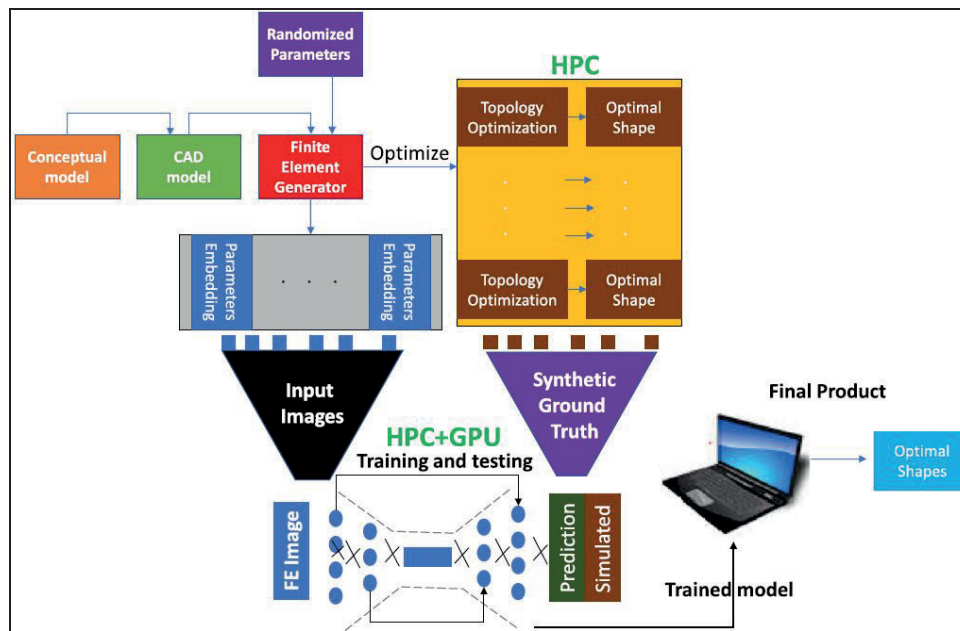 Randomized
Parameters
HPC
Topology
Optimization
Optimal
Shape
Conceptual
model
CAD
model
Finite
Element
Generator
Optimize
Parameters
Embedding
. . .
Parameters
Embedding
Topology
Optimization
Optimal
Shape
Input
Images
Synthetic
Ground
Truth
Final Product
HPC+GPU
Training and testing
Optimal
Shapes
FE Image
Prediction
Simulated
Trained model